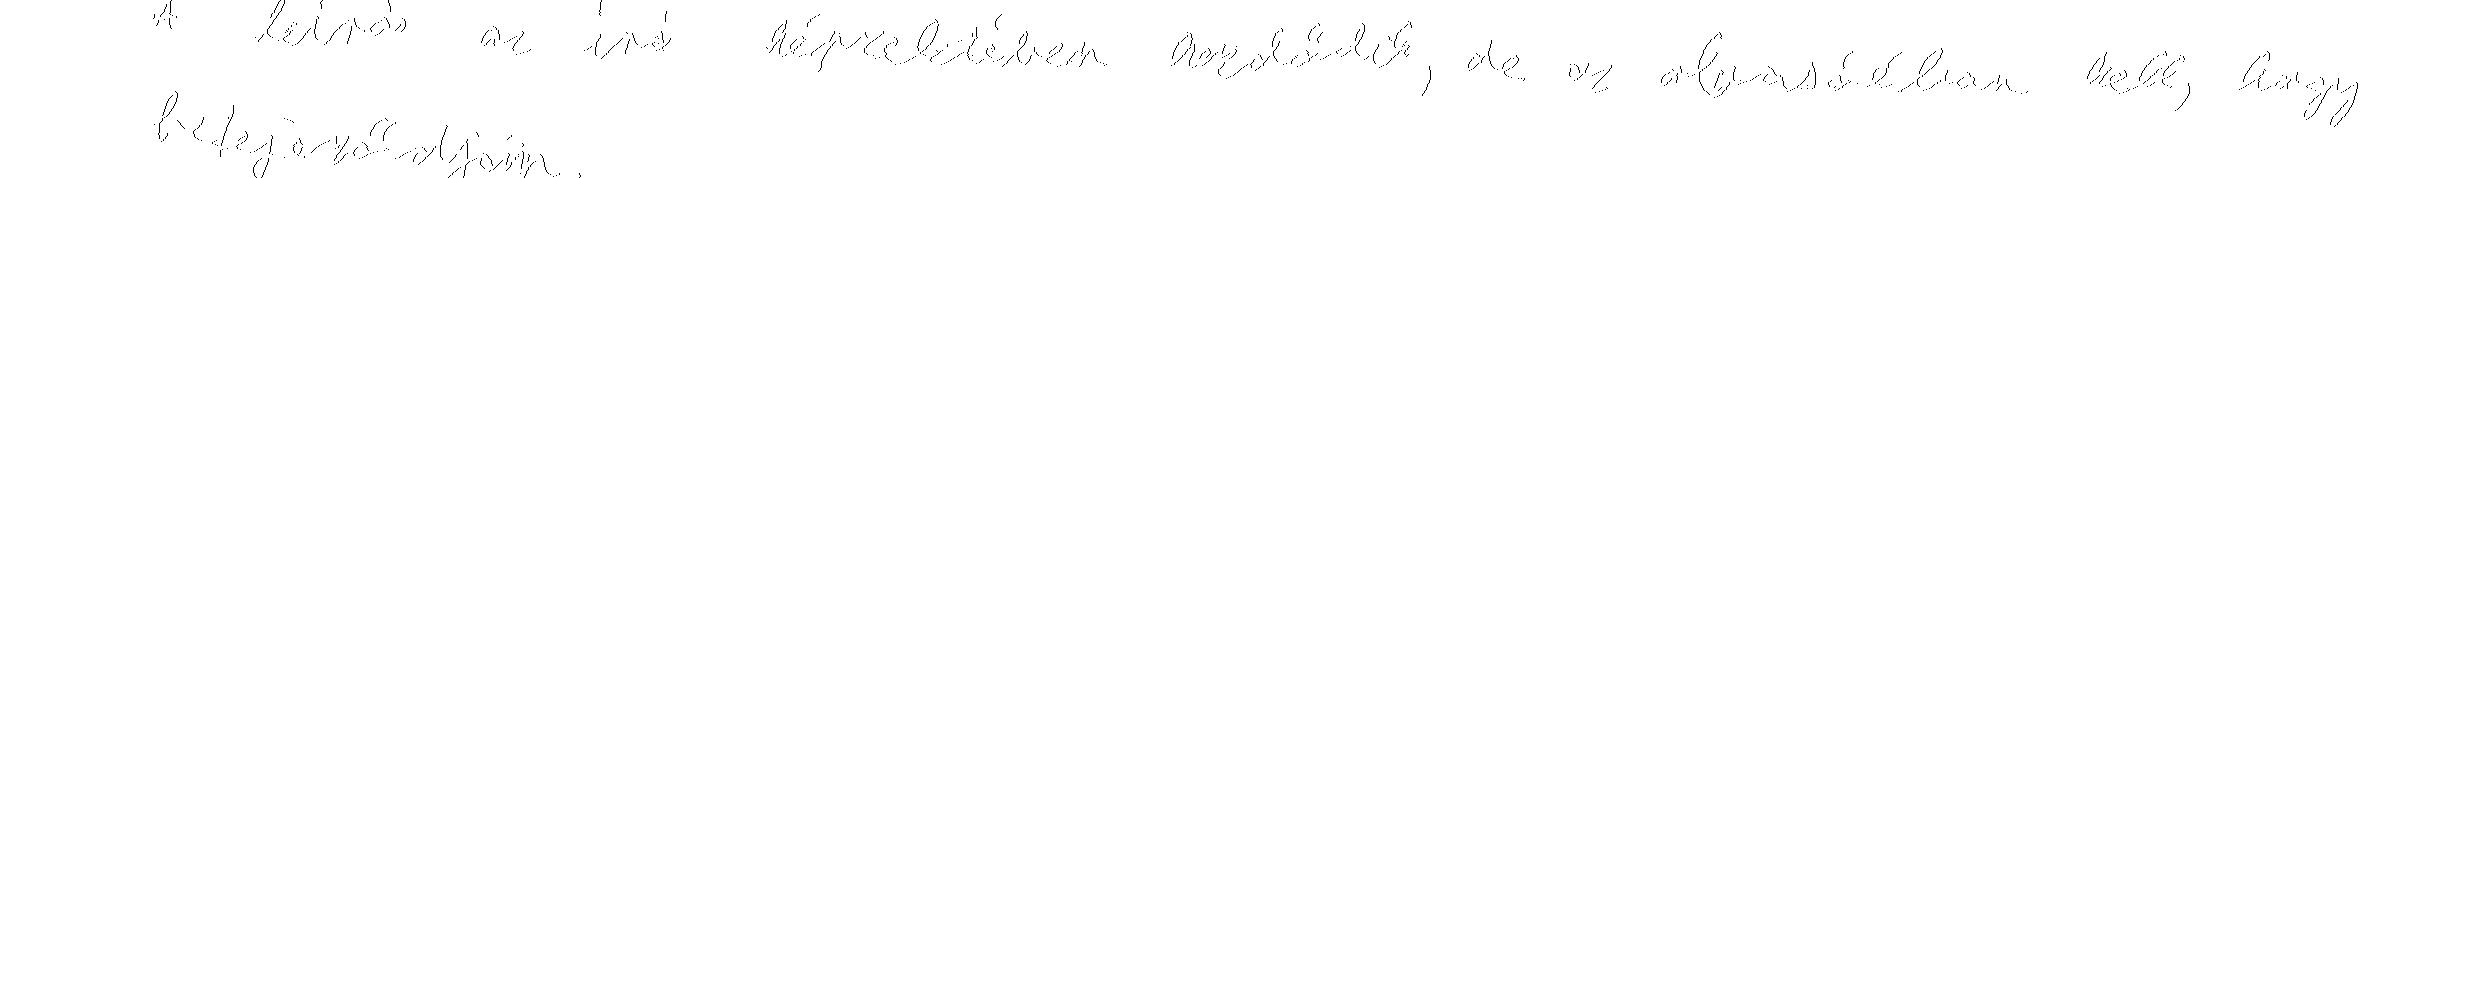 A leírás az író képzeletében kezdődik, de az olvasóéban kell, hogy
befejeződjön.